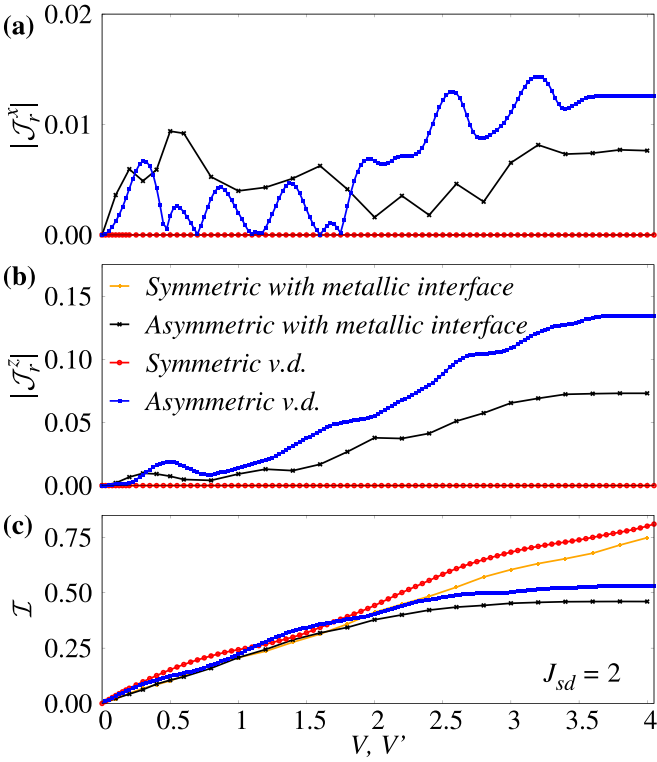 (a)
0.02
0.01
0.00
|𝒥ᵣˣ|
(b)
0.15
0.10
0.05
0.00
|𝒥ᵣᶻ|
Symmetric with metallic interface
Asymmetric with metallic interface
Symmetric v.d.
Asymmetric v.d.
(c)
0.75
0.50
0.25
0.00
ℐ
J_sd = 2
0 0.5 1 1.5 2 2.5 3 3.5 4
V, V'